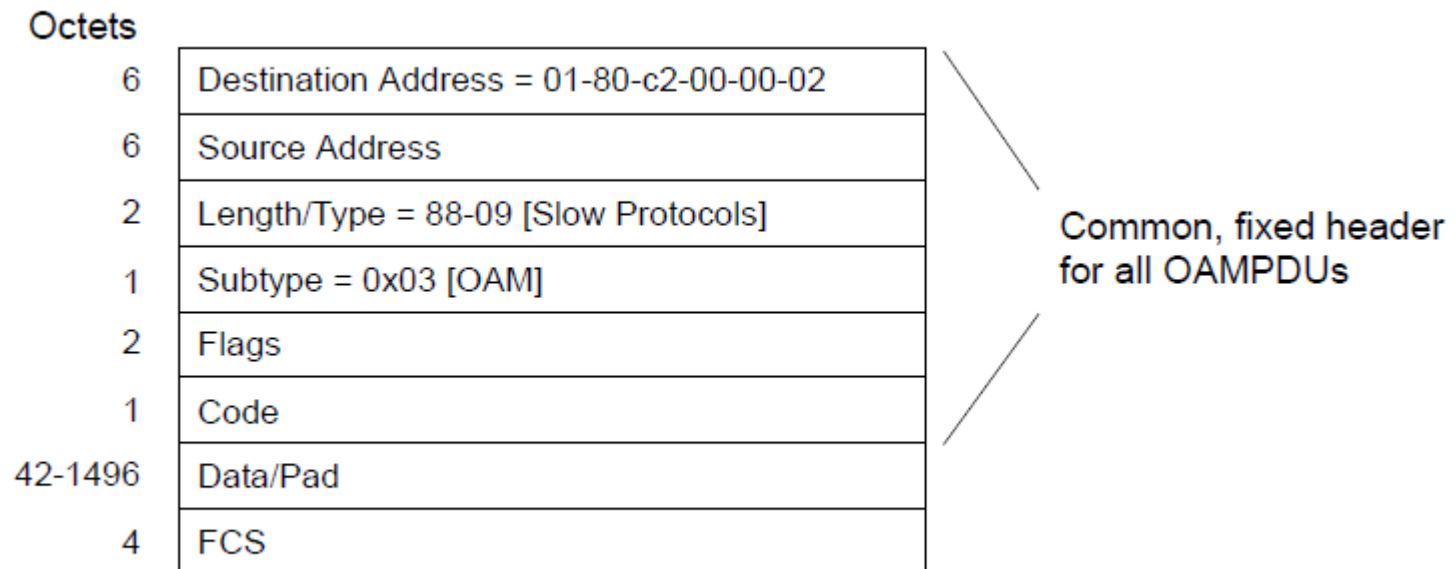 Octets
6 Destination Address = 01-80-c2-00-00-02
6 Source Address
2 Length/Type = 88-09 [Slow Protocols]
1 Subtype = 0x03 [OAM]
2 Flags
1 Code
42-1496 Data/Pad
4 FCS
Common, fixed header
for all OAMPDUs